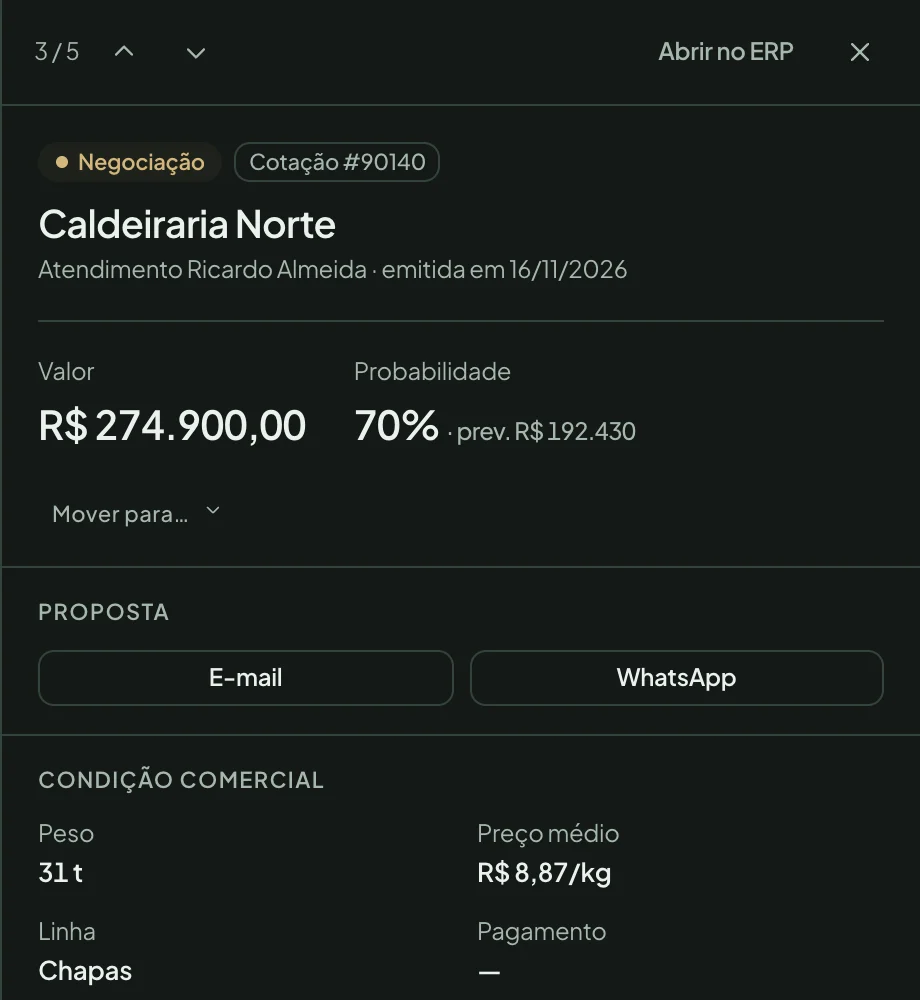 3 / 5
Abrir no ERP
Negociação
Cotação #90140
Caldeiraria Norte
Atendimento Ricardo Almeida · emitida em 16/11/2026
Valor
Probabilidade
R$ 274.900,00
70% · prev. R$ 192.430
Mover para...
PROPOSTA
E-mail
WhatsApp
CONDIÇÃO COMERCIAL
Peso
Preço médio
31 t
R$ 8,87/kg
Linha
Pagamento
Chapas
—